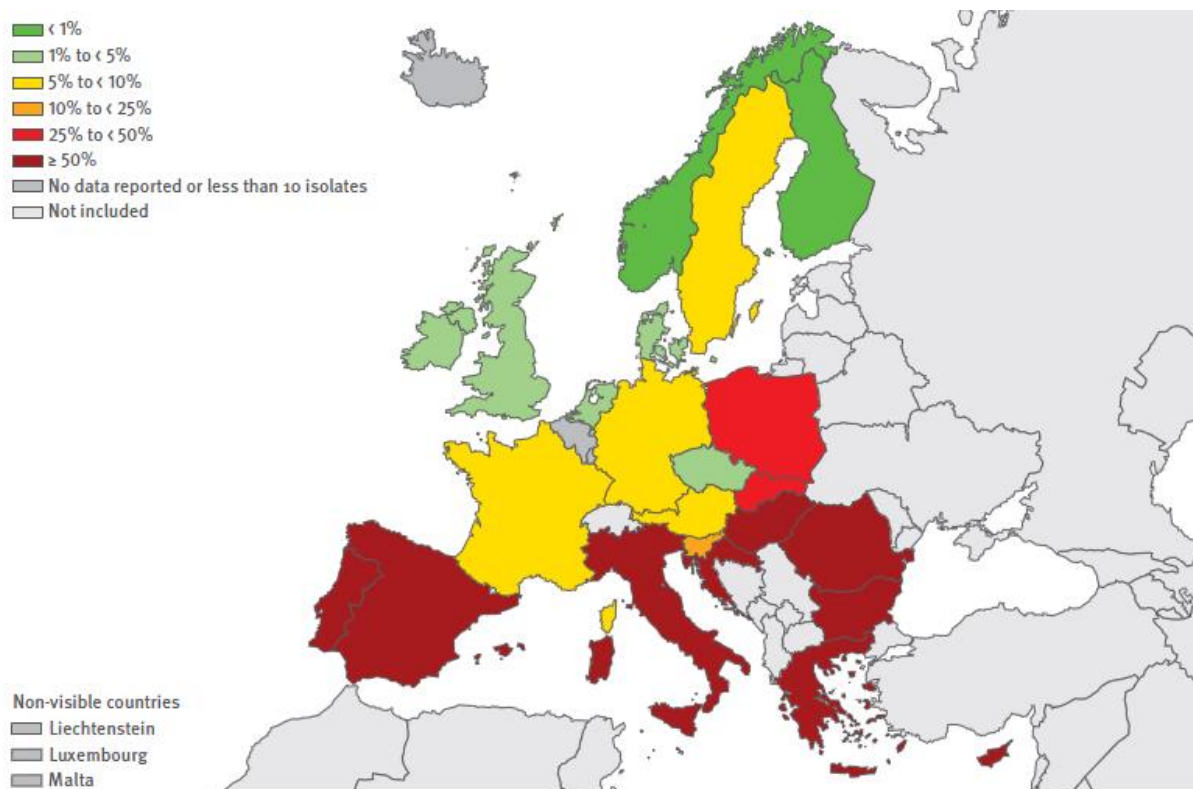 < 1%
1% to < 5%
5% to < 10%
10% to < 25%
25% to < 50%
≥ 50%
No data reported or less than 10 isolates
Not included
Non-visible countries
Liechtenstein
Luxembourg
Malta